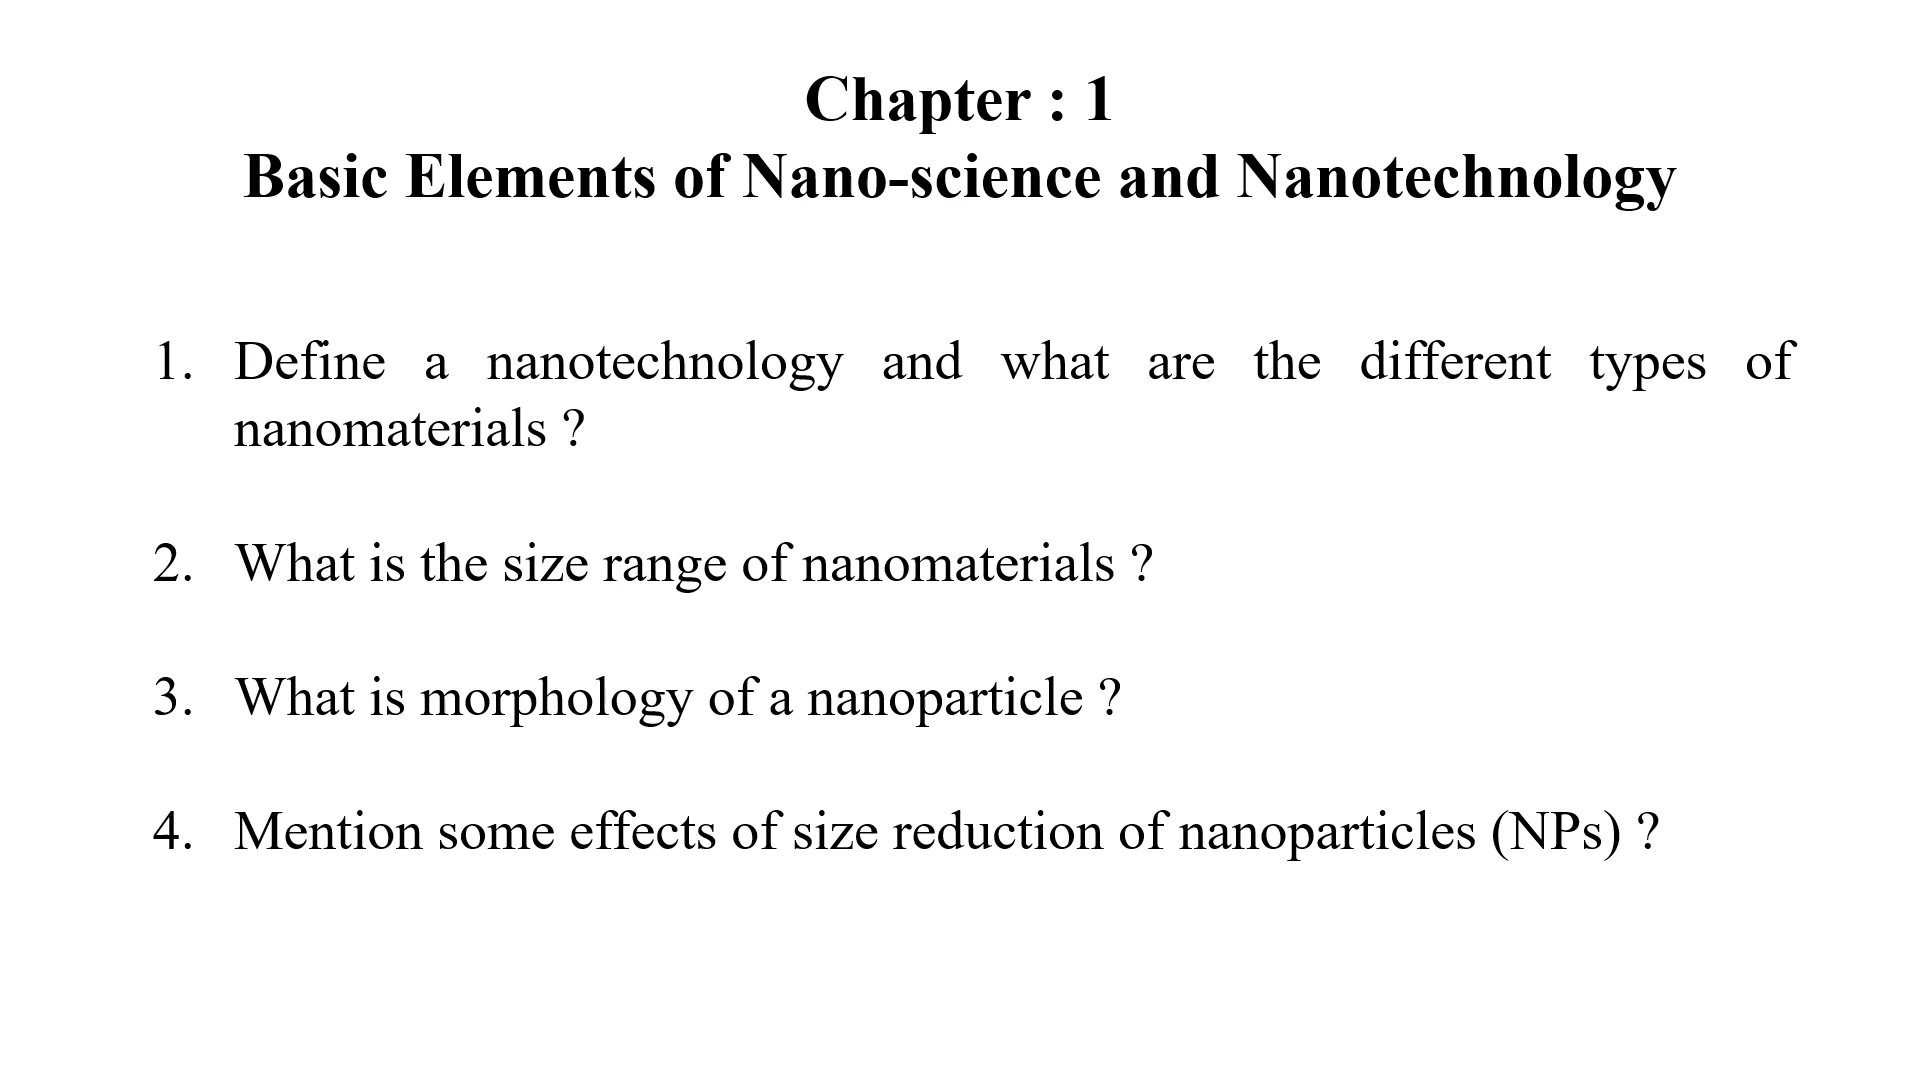 Chapter : 1
Basic Elements of Nano-science and Nanotechnology
1. Define a nanotechnology and what are the different types of
nanomaterials ?
2. What is the size range of nanomaterials ?
3. What is morphology of a nanoparticle ?
4. Mention some effects of size reduction of nanoparticles (NPs) ?